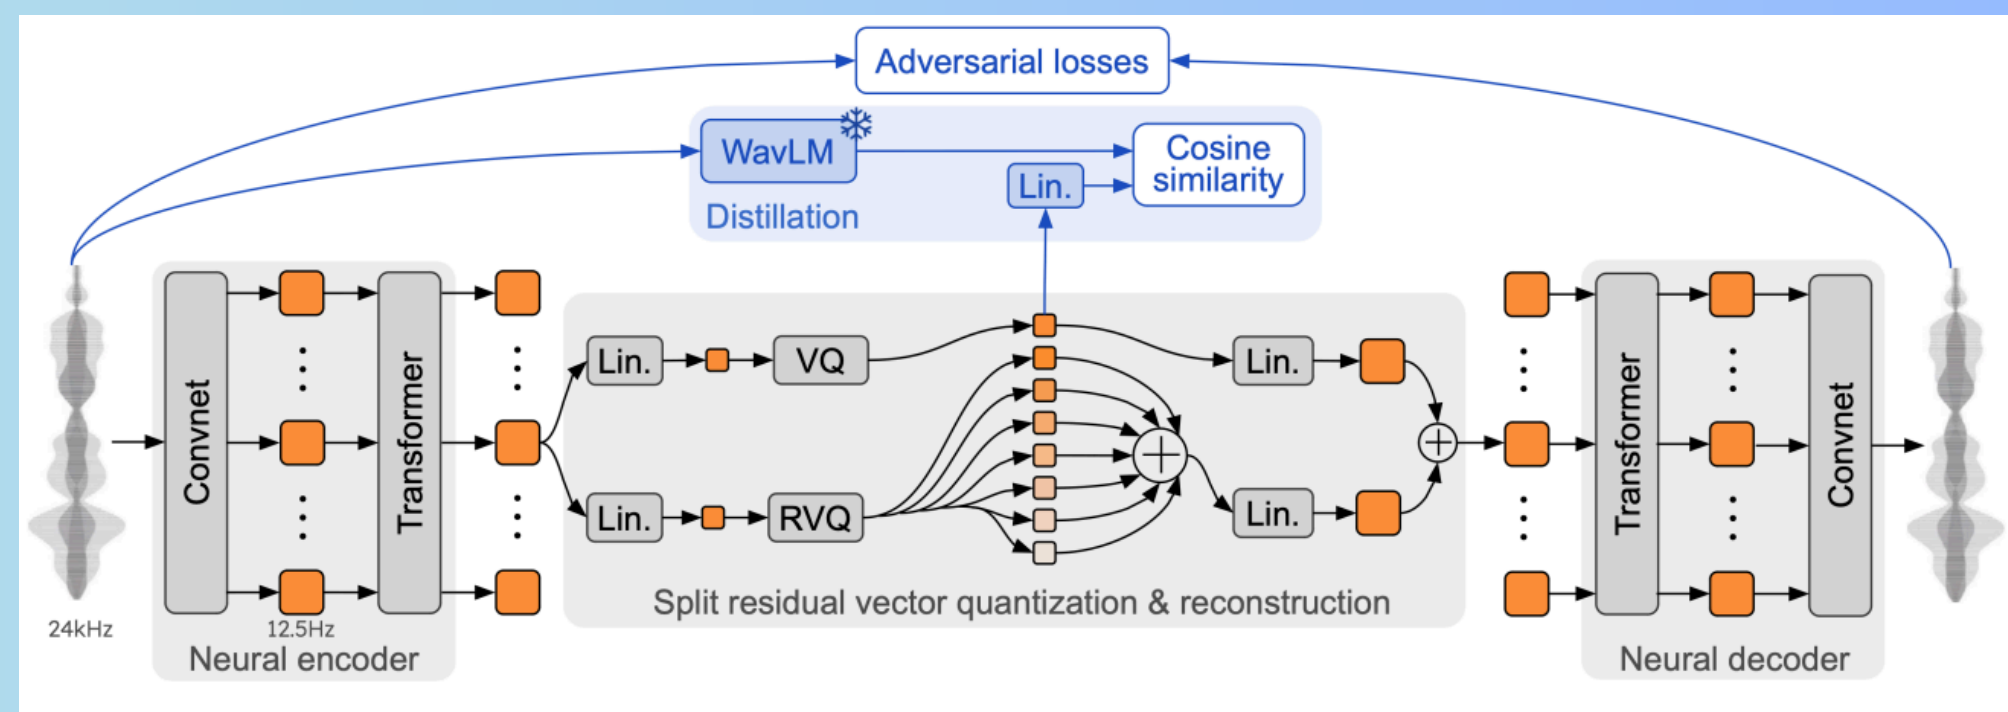 Adversarial losses
WavLM
Cosine
similarity
Lin.
Distillation
Convnet
Transformer
Lin.
VQ
Lin.
Lin.
RVQ
Lin.
Transformer
Convnet
Split residual vector quantization & reconstruction
24kHz
12.5Hz
Neural encoder
Neural decoder